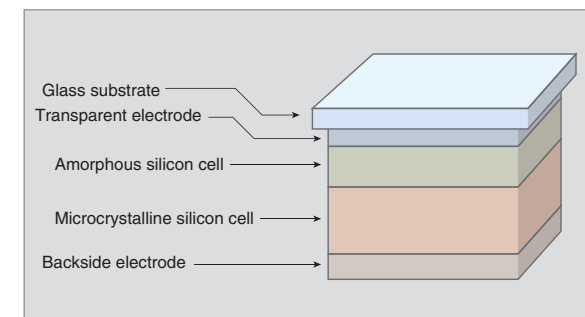 Glass substrate
Transparent electrode
Amorphous silicon cell
Microcrystalline silicon cell
Backside electrode